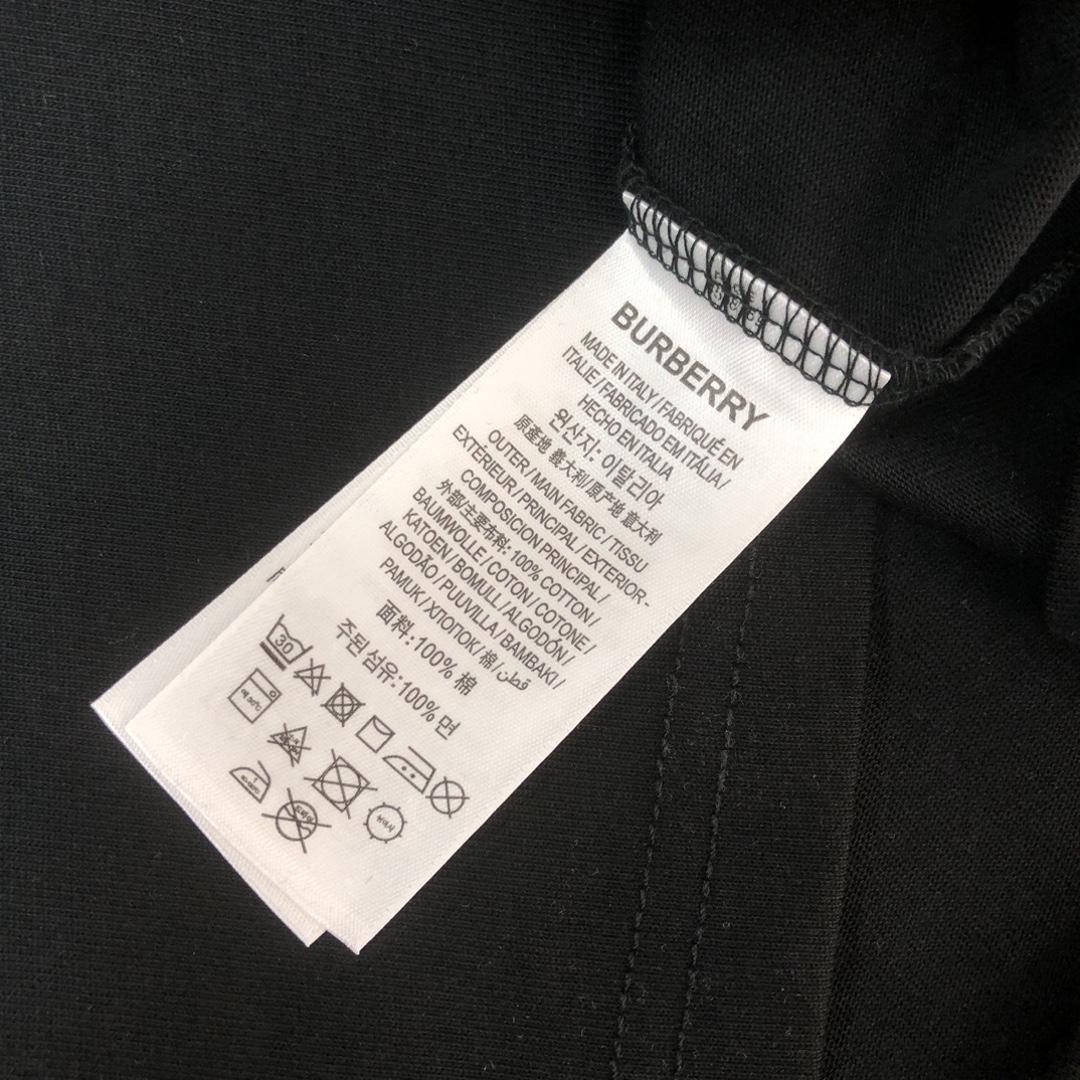 BURBERRY
MADE IN ITALY / FABRIQUÉ EN
ITALIE / FABRICADO EM ITÁLIA /
HECHO EN ITALIA
원산지: 이탈리아
原產地 義大利/原产地 意大利
OUTER / MAIN FABRIC / TISSU
EXTÉRIEUR / PRINCIPAL / EXTERIOR -
COMPOSICION PRINCIPAL /
外部/主要布料: 100% COTTON /
BAUMWOLLE / COTON / COTONE /
KATOEN / BOMULL / ALGODÓN /
ALGODÃO / PUUVILLA / BAMBAKI /
PAMUK / ХЛОПОК / 棉 / قطن
面料: 100% 棉
주된 섬유: 100% 면
30